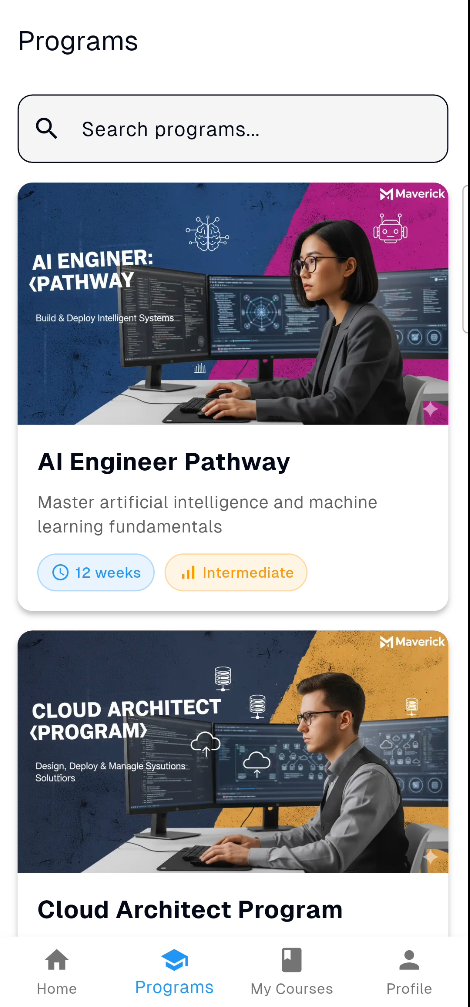 Programs
Search programs...
Maverick
AI ENGINER:
‹PATHWAY
Build & Deploy Intelligent Systems
AI Engineer Pathway
Master artificial intelligence and machine
learning fundamentals
12 weeks
Intermediate
Maverick
CLOUD ARCHITECT
‹PROGRAM›
Design, Deploy & Manage Sysutions
Solutiors
Cloud Architect Program
Home
Programs
My Courses
Profile